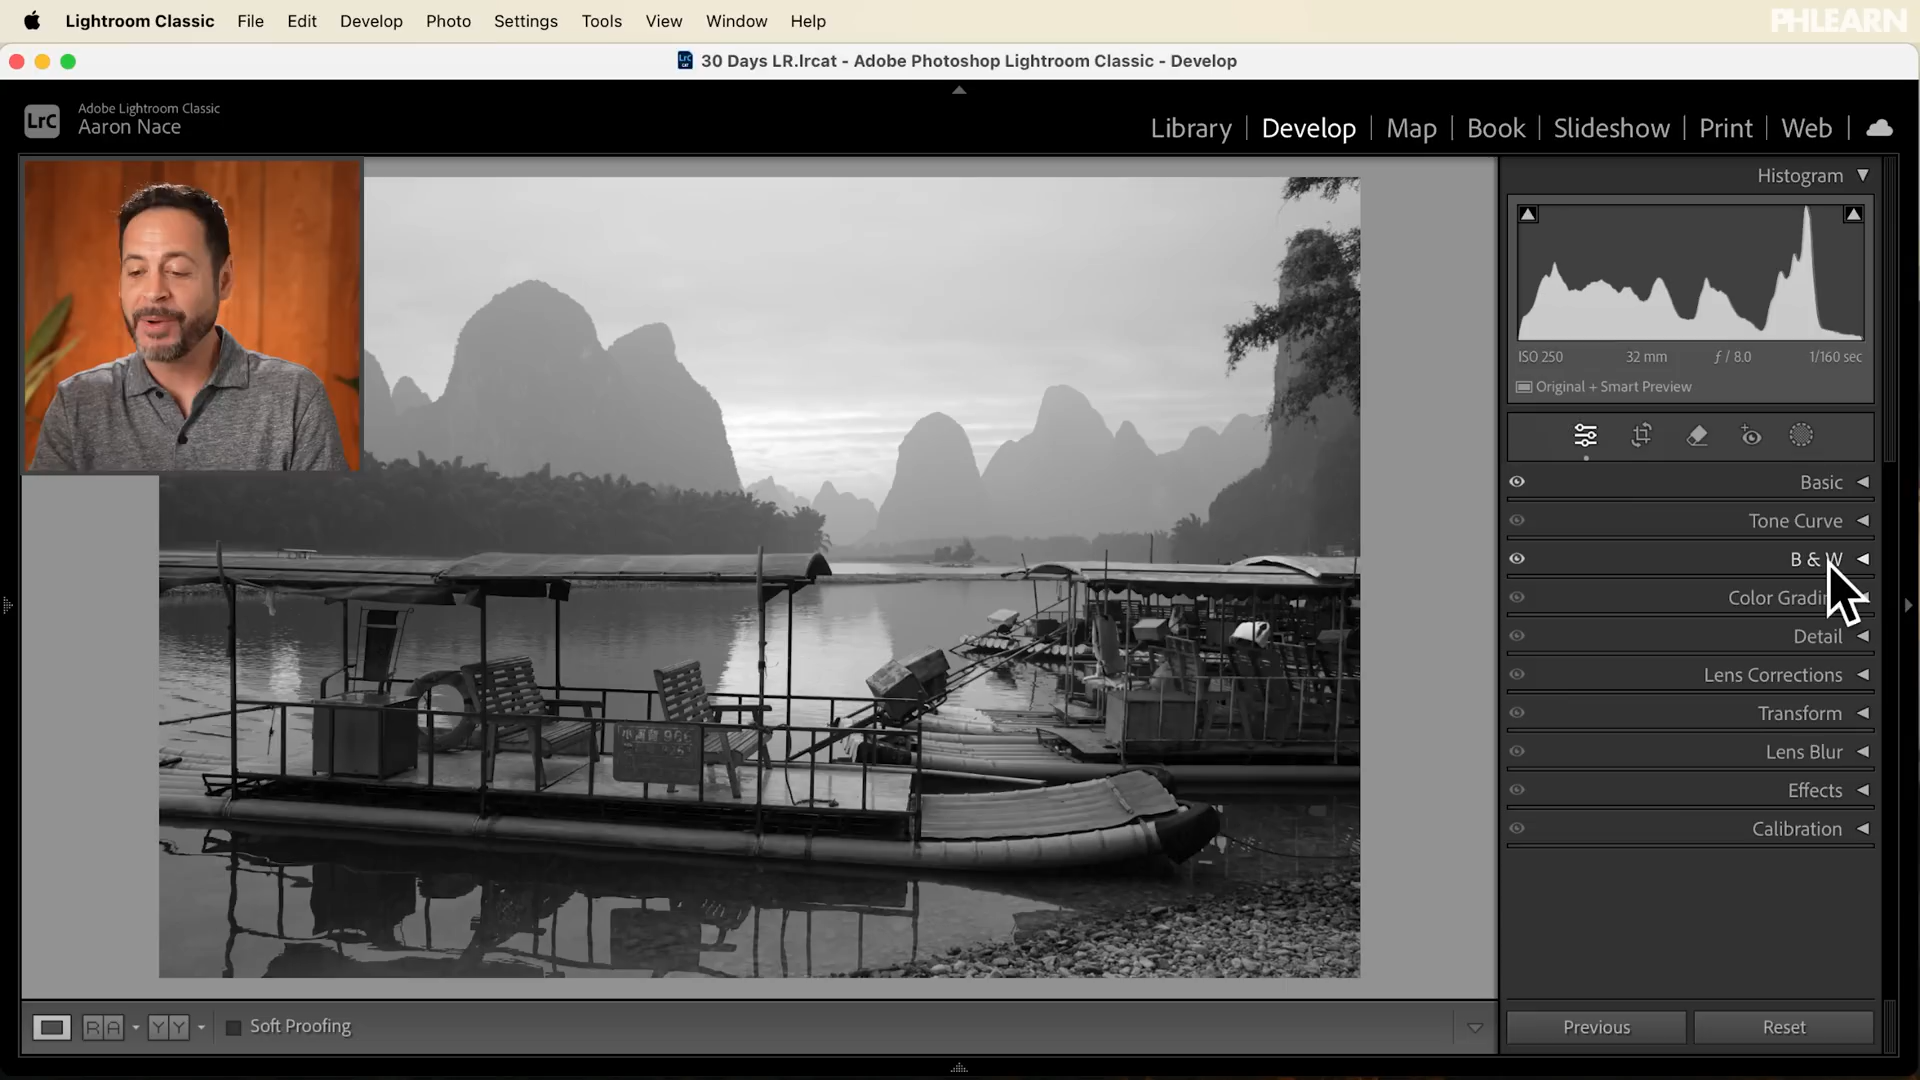 Lightroom Classic File Edit Develop Photo Settings Tools View Window Help
PHLEARN
30 Days LR.lrcat - Adobe Photoshop Lightroom Classic - Develop
LrC
Adobe Lightroom Classic
Aaron Nace
Library | Develop | Map | Book | Slideshow | Print | Web |
Histogram
ISO 250 32 mm ƒ / 8.0 1/160 sec
Original + Smart Preview
Basic
Tone Curve
B & W
Color Gradin
Detail
Lens Corrections
Transform
Lens Blur
Effects
Calibration
R A Y Y Soft Proofing
Previous Reset